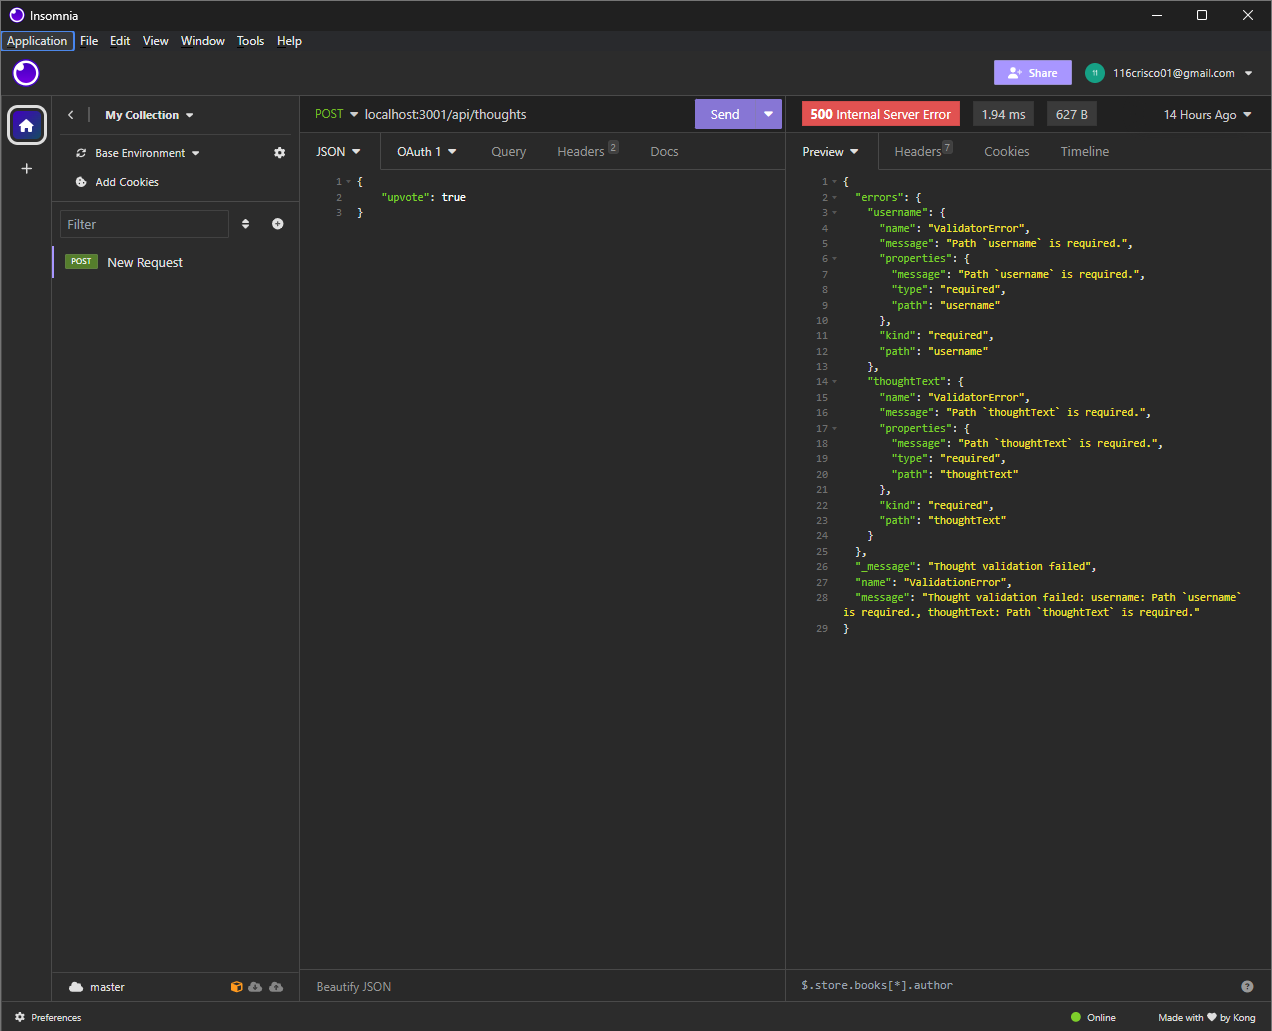 Insomnia
Application File Edit View Window Tools Help
Share 11 116crisco01@gmail.com
My Collection
Base Environment
Add Cookies
Filter
POST New Request
POST localhost:3001/api/thoughts Send
JSON OAuth 1 Query Headers 2 Docs
1 {
2 "upvote": true
3 }
500 Internal Server Error 1.94 ms 627 B 14 Hours Ago
Preview Headers 7 Cookies Timeline
1 {
2 "errors": {
3 "username": {
4 "name": "ValidatorError",
5 "message": "Path `username` is required.",
6 "properties": {
7 "message": "Path `username` is required.",
8 "type": "required",
9 "path": "username"
10 },
11 "kind": "required",
12 "path": "username"
13 },
14 "thoughtText": {
15 "name": "ValidatorError",
16 "message": "Path `thoughtText` is required.",
17 "properties": {
18 "message": "Path `thoughtText` is required.",
19 "type": "required",
20 "path": "thoughtText"
21 },
22 "kind": "required",
23 "path": "thoughtText"
24 }
25 },
26 "_message": "Thought validation failed",
27 "name": "ValidationError",
28 "message": "Thought validation failed: username: Path `username`
is required., thoughtText: Path `thoughtText` is required."
29 }
master
Beautify JSON
$.store.books[*].author
?
Preferences
Online
Made with ♥ by Kong